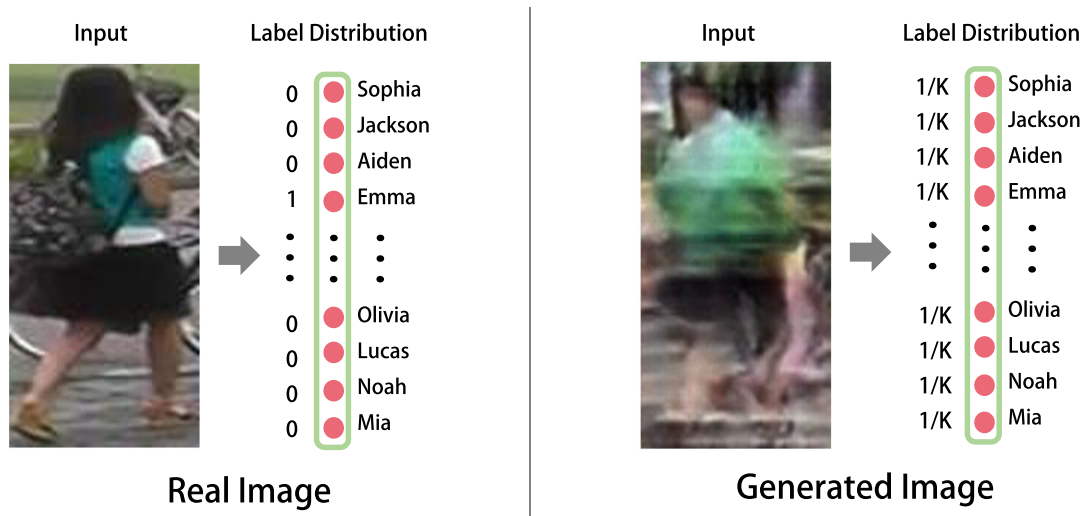 Input
Label Distribution
0 Sophia
0 Jackson
0 Aiden
1 Emma
0 Olivia
0 Lucas
0 Noah
0 Mia
Real Image
Input
Label Distribution
1/K Sophia
1/K Jackson
1/K Aiden
1/K Emma
1/K Olivia
1/K Lucas
1/K Noah
1/K Mia
Generated Image